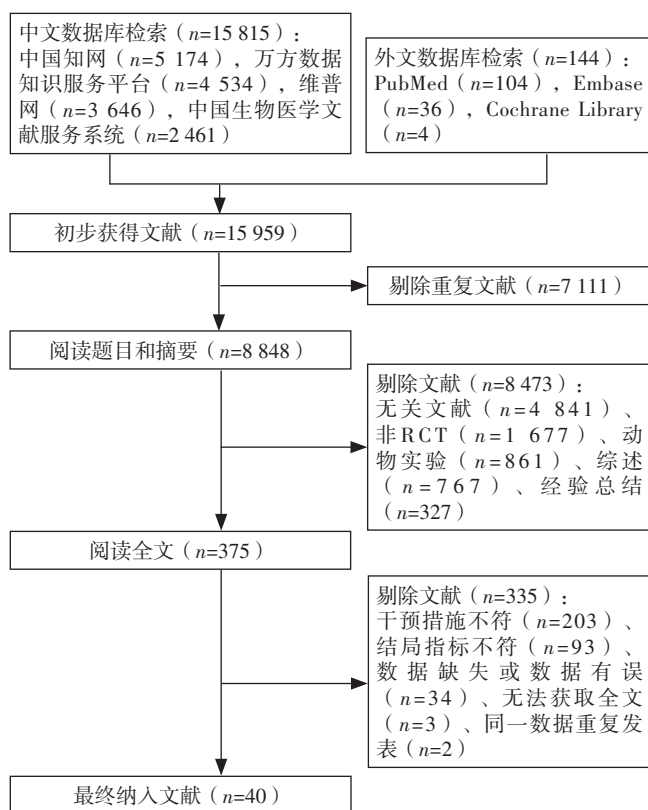 中文数据库检索（n=15 815）：
中国知网（n=5 174），万方数据
知识服务平台（n=4 534），维普
网（n=3 646），中国生物医学文
献服务系统（n=2 461）
外文数据库检索（n=144）：
PubMed（n=104），Embase
（n=36），Cochrane Library
（n=4）
初步获得文献（n=15 959）
剔除重复文献（n=7 111）
阅读题目和摘要（n=8 848）
剔除文献（n=8 473）：
无关文献（n=4 841）、
非RCT（n=1 677）、动
物实验（n=861）、综述
（n=767）、经验总结
（n=327）
阅读全文（n=375）
剔除文献（n=335）：
干预措施不符（n=203）、
结局指标不符（n=93）、
数据缺失或数据有误
（n=34）、无法获取全文
（n=3）、同一数据重复发
表（n=2）
最终纳入文献（n=40）